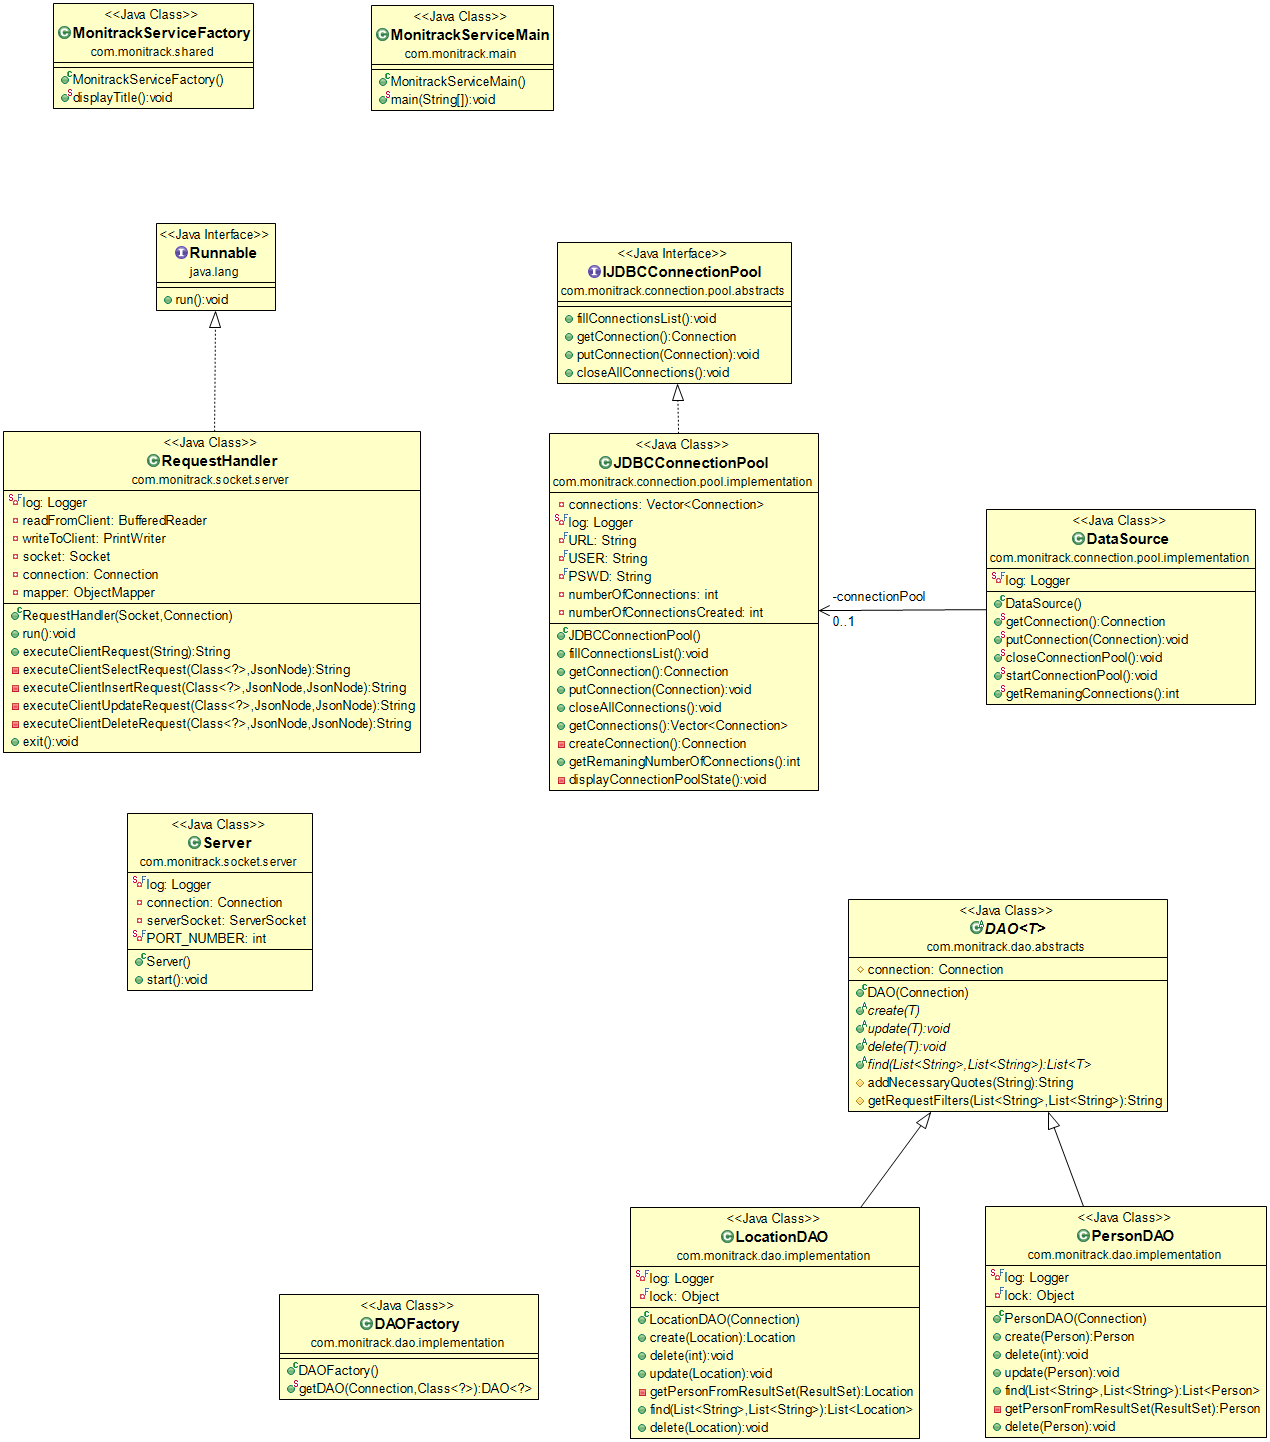 <<Java Class>>
MonitrackServiceFactory
com.monitrack.shared
MonitrackServiceFactory()
displayTitle():void
<<Java Class>>
MonitrackServiceMain
com.monitrack.main
MonitrackServiceMain()
main(String[]):void
<<Java Interface>>
Runnable
java.lang
run():void
<<Java Interface>>
IJDBCConnectionPool
com.monitrack.connection.pool.abstracts
fillConnectionsList():void
getConnection():Connection
putConnection(Connection):void
closeAllConnections():void
<<Java Class>>
RequestHandler
com.monitrack.socket.server
log: Logger
readFromClient: BufferedReader
writeToClient: PrintWriter
socket: Socket
connection: Connection
mapper: ObjectMapper
RequestHandler(Socket,Connection)
run():void
executeClientRequest(String):String
executeClientSelectRequest(Class<?>,JsonNode):String
executeClientInsertRequest(Class<?>,JsonNode,JsonNode):String
executeClientUpdateRequest(Class<?>,JsonNode,JsonNode):String
executeClientDeleteRequest(Class<?>,JsonNode,JsonNode):String
exit():void
<<Java Class>>
JDBCConnectionPool
com.monitrack.connection.pool.implementation
connections: Vector<Connection>
log: Logger
URL: String
USER: String
PSWD: String
numberOfConnections: int
numberOfConnectionsCreated: int
JDBCConnectionPool()
fillConnectionsList():void
getConnection():Connection
putConnection(Connection):void
closeAllConnections():void
getConnections():Vector<Connection>
createConnection():Connection
getRemaningNumberOfConnections():int
displayConnectionPoolState():void
-connectionPool
0..1
<<Java Class>>
DataSource
com.monitrack.connection.pool.implementation
log: Logger
DataSource()
getConnection():Connection
putConnection(Connection):void
closeConnectionPool():void
startConnectionPool():void
getRemaningConnections():int
<<Java Class>>
Server
com.monitrack.socket.server
log: Logger
connection: Connection
serverSocket: ServerSocket
PORT_NUMBER: int
Server()
start():void
<<Java Class>>
DAO<T>
com.monitrack.dao.abstracts
connection: Connection
DAO(Connection)
create(T)
update(T):void
delete(T):void
find(List<String>,List<String>):List<T>
addNecessaryQuotes(String):String
getRequestFilters(List<String>,List<String>):String
<<Java Class>>
LocationDAO
com.monitrack.dao.implementation
log: Logger
lock: Object
LocationDAO(Connection)
create(Location):Location
delete(int):void
update(Location):void
getPersonFromResultSet(ResultSet):Location
find(List<String>,List<String>):List<Location>
delete(Location):void
<<Java Class>>
PersonDAO
com.monitrack.dao.implementation
log: Logger
lock: Object
PersonDAO(Connection)
create(Person):Person
delete(int):void
update(Person):void
find(List<String>,List<String>):List<Person>
getPersonFromResultSet(ResultSet):Person
delete(Person):void
<<Java Class>>
DAOFactory
com.monitrack.dao.implementation
DAOFactory()
getDAO(Connection,Class<?>):DAO<?>